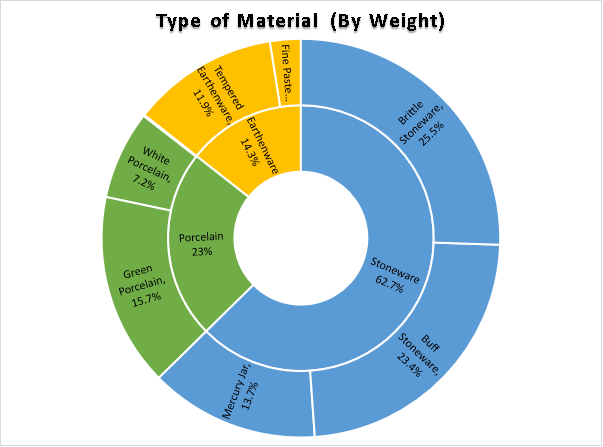 Type of Material (By Weight)
Brittle
Stoneware,
25.5%
Buff
Stoneware,
23.4%
Mercury Jar,
13.7%
Green
Porcelain,
15.7%
White
Porcelain,
7.2%
Tempered
Earthenware,
11.9%
Fine Paste...
Stoneware
62.7%
Porcelain
23%
Earthenware
14.3%